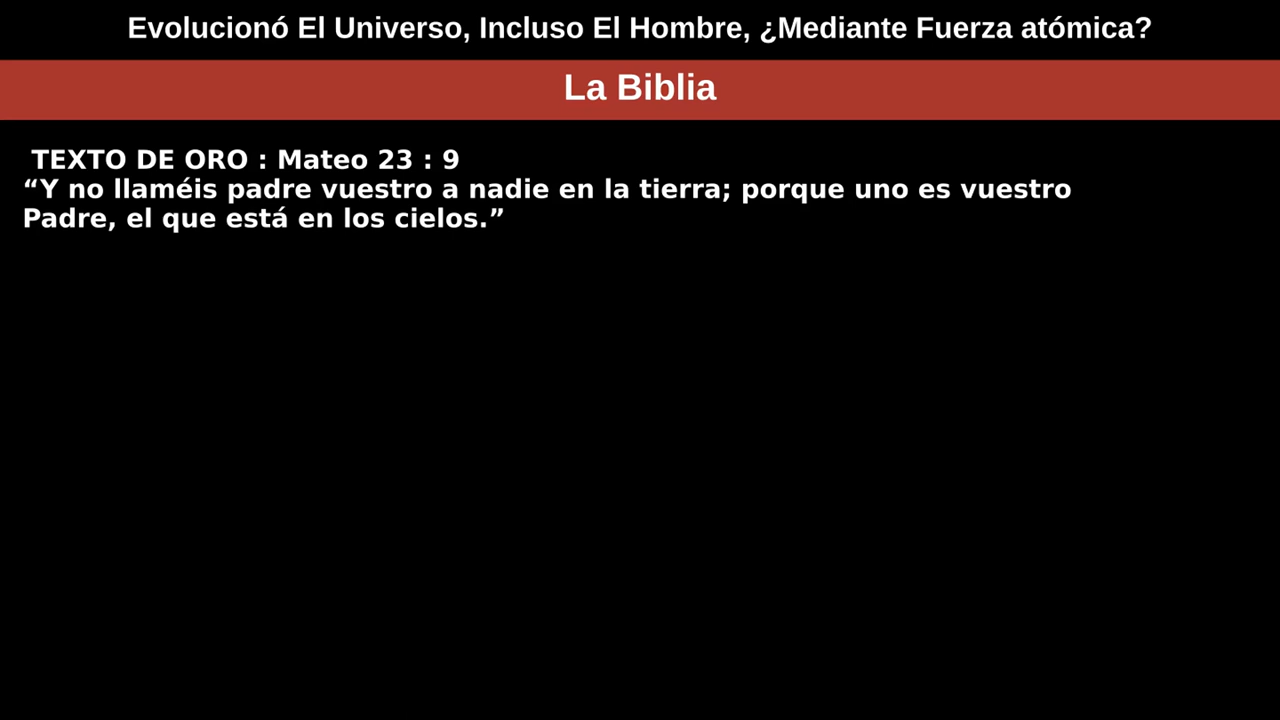 Evolucionó El Universo, Incluso El Hombre, ¿Mediante Fuerza atómica?
La Biblia
TEXTO DE ORO : Mateo 23 : 9
“Y no llaméis padre vuestro a nadie en la tierra; porque uno es vuestro
Padre, el que está en los cielos.”